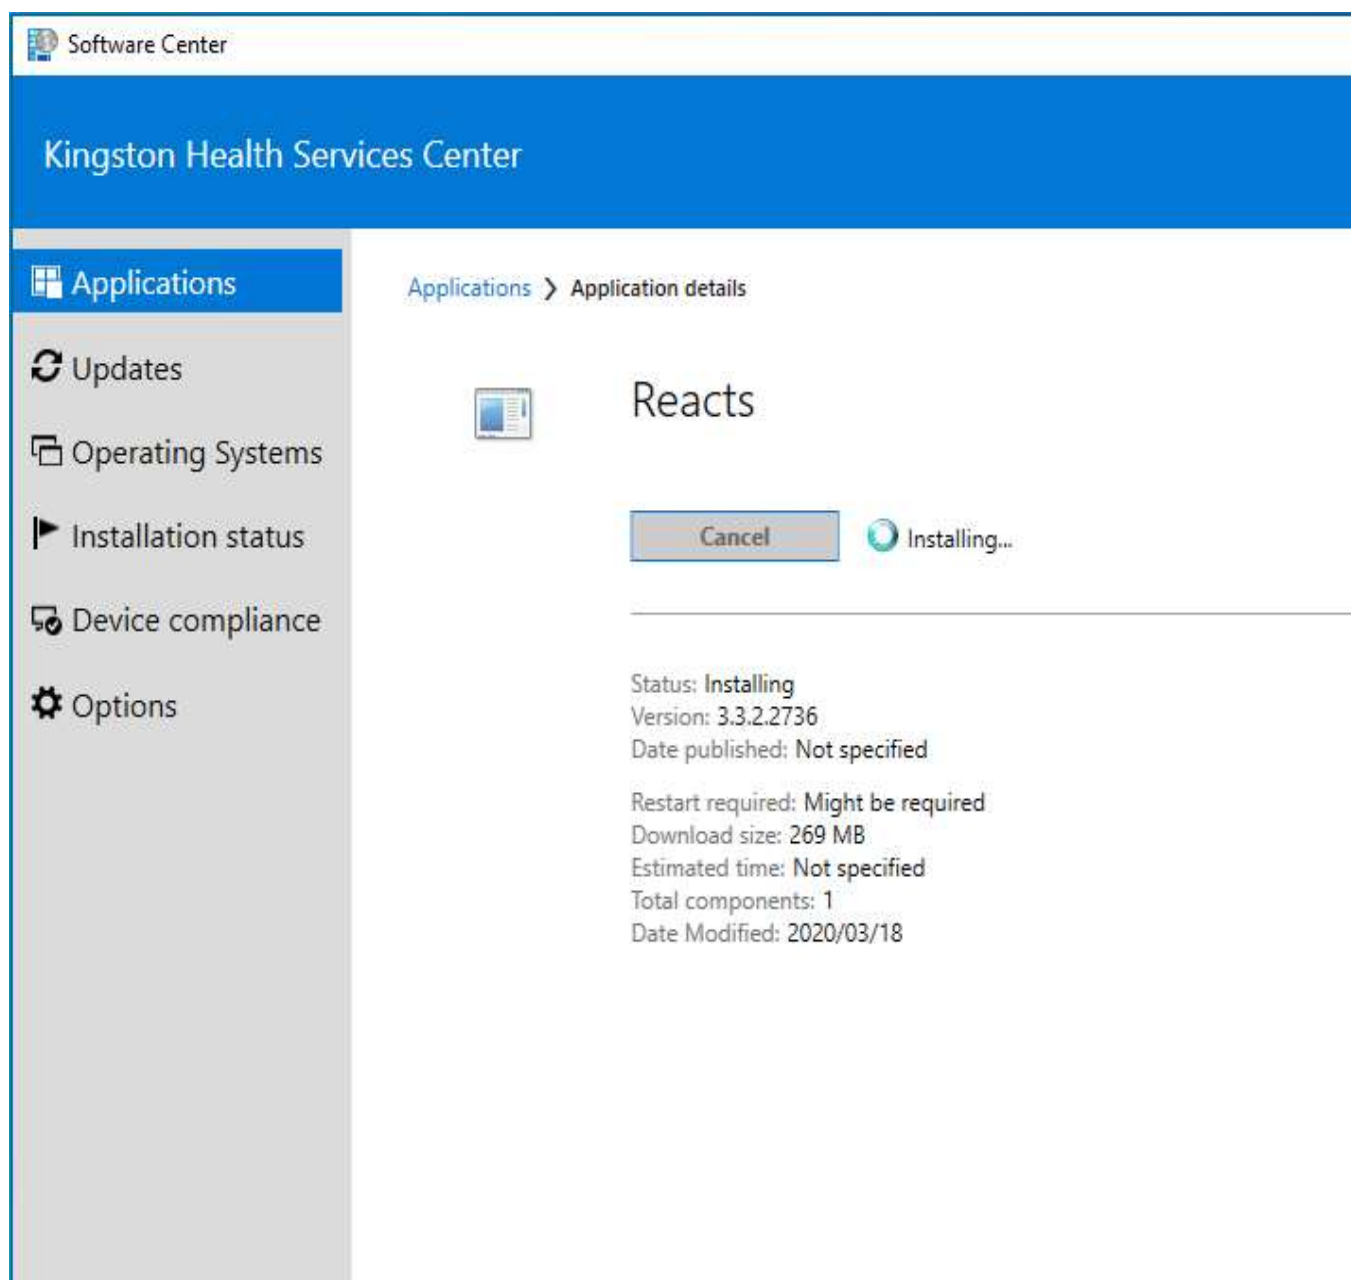 Software Center
Kingston Health Services Center
Applications
Updates
Operating Systems
Installation status
Device compliance
Options
Applications ❯ Application details
Reacts
Cancel
Installing...
Status: Installing
Version: 3.3.2.2736
Date published: Not specified
Restart required: Might be required
Download size: 269 MB
Estimated time: Not specified
Total components: 1
Date Modified: 2020/03/18